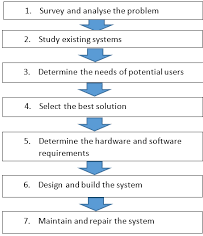 1. Survey and analyse the problem
2. Study existing systems
3. Determine the needs of potential users
4. Select the best solution
5. Determine the hardware and software
requirements
6. Design and build the system
7. Maintain and repair the system